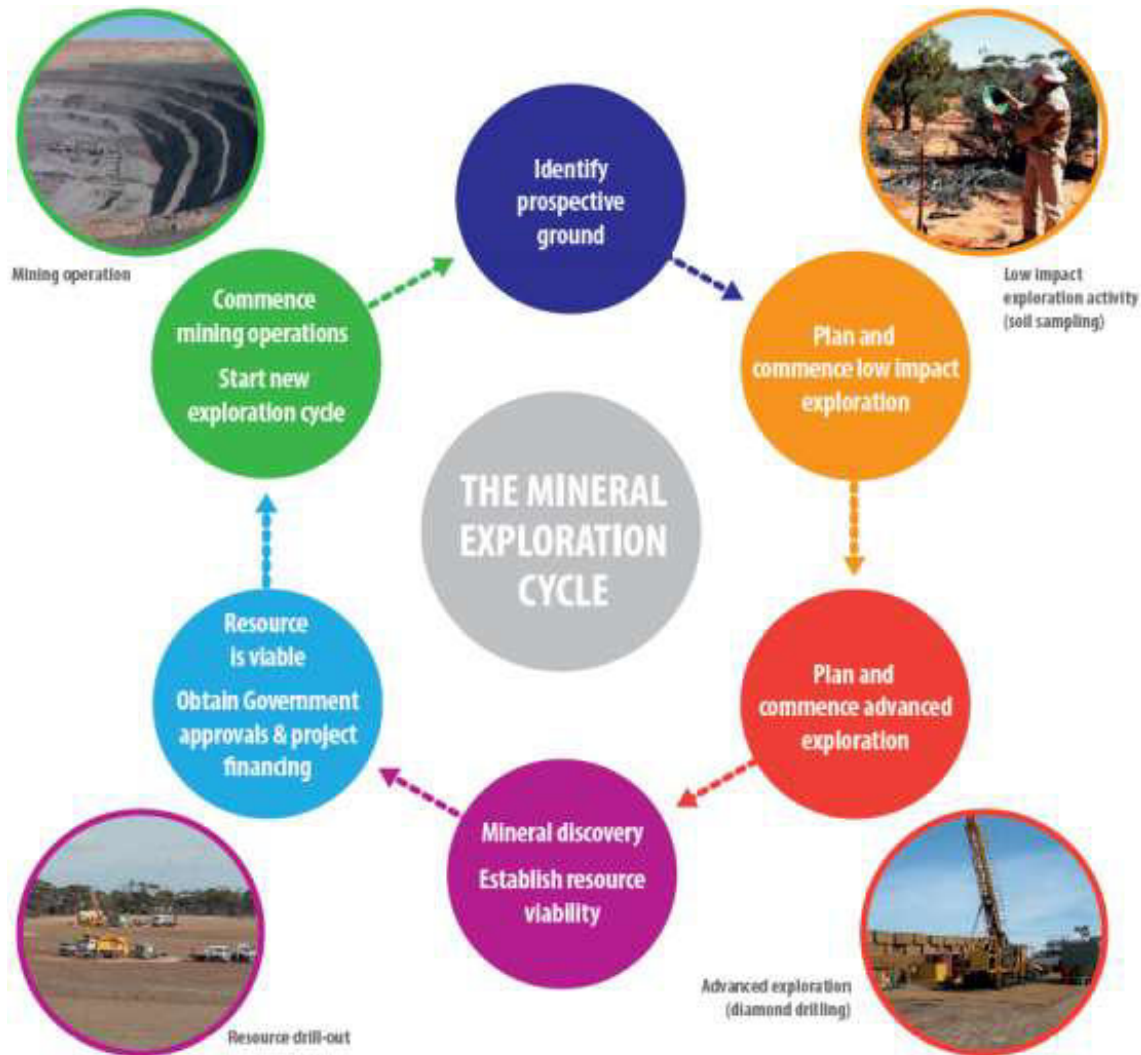 Identify
prospective
ground
Low impact
exploration activity
(soil sampling)
Plan and
commence low impact
exploration
Plan and
commence advanced
exploration
Advanced exploration
(diamond drilling)
Mineral discovery
Establish resource
viability
Resource drill-out
Resource
is viable
Obtain Government
approvals & project
financing
Commence
mining operations
Start new
exploration cycle
Mining operation
THE MINERAL
EXPLORATION
CYCLE